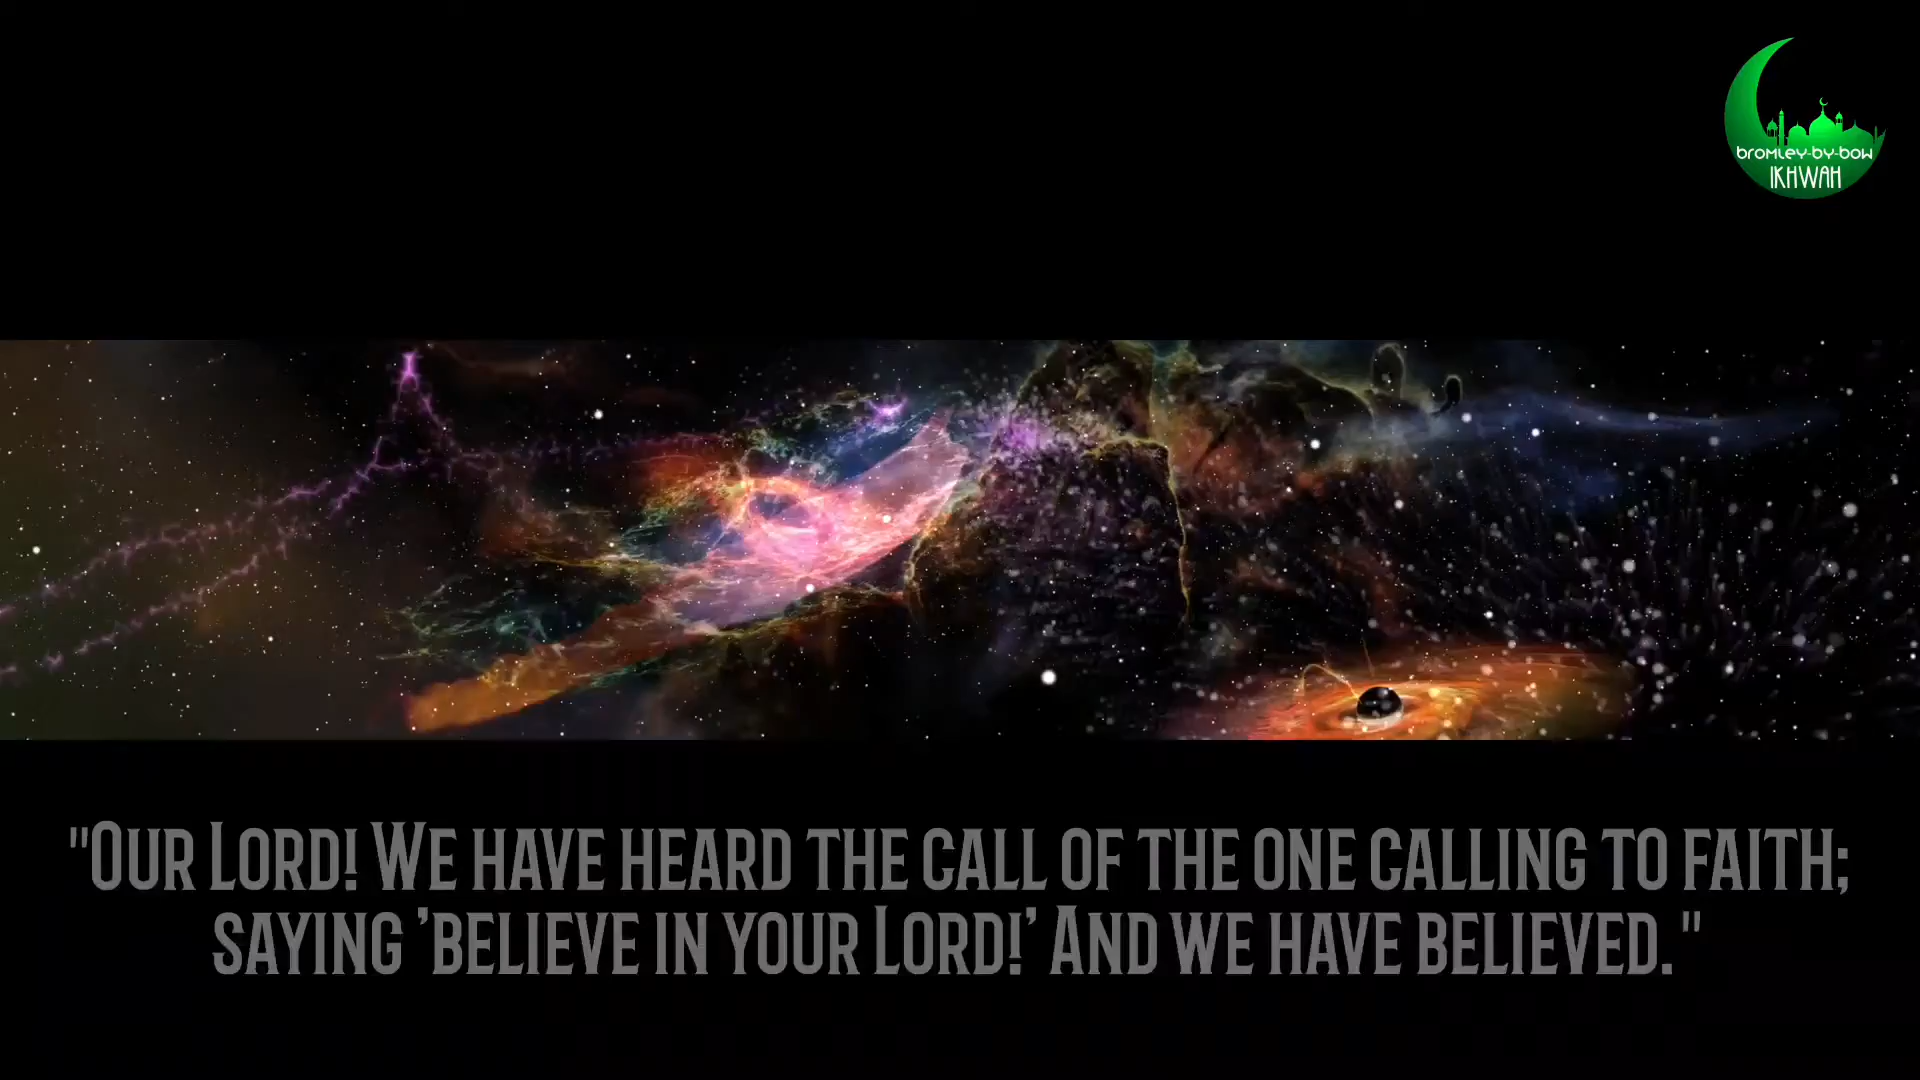 bromley-by-bow
IKHWAH
"Our Lord! We have heard the call of the one calling to faith;
saying 'believe in your Lord!' And we have believed. "